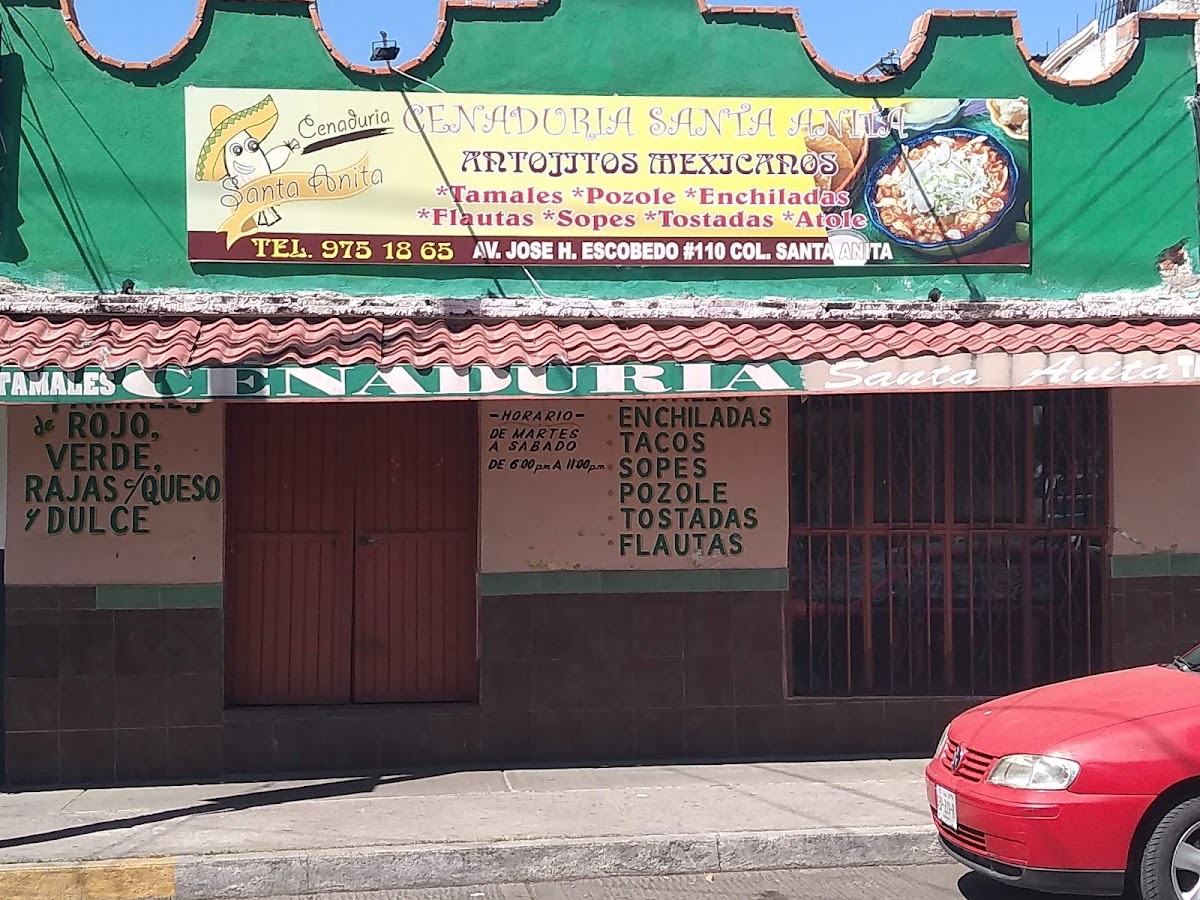 Cenaduria
Santa Anita
CENADURIA SANTA ANITA
ANTOJITOS MEXICANOS
*Tamales *Pozole *Enchiladas
*Flautas *Sopes *Tostadas *Atole
TEL. 975 18 65 AV. JOSE H. ESCOBEDO #110 COL. SANTA ANITA
TAMALES CENADURIA Santa Anita
de ROJO,
VERDE,
RAJAS c/QUESO
y DULCE
-HORARIO-
DE MARTES
A SABADO
DE 6:00 p.m A 11:00 p.m
ENCHILADAS
TACOS
SOPES
POZOLE
TOSTADAS
FLAUTAS